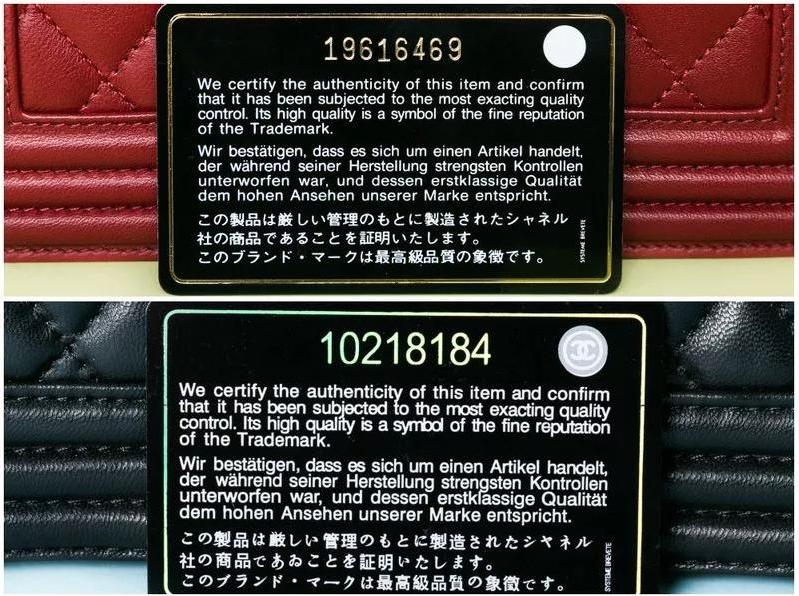 19616469
We certify the authenticity of this item and confirm
that it has been subjected to the most exacting quality
control. Its high quality is a symbol of the fine reputation
of the Trademark.
Wir bestätigen, dass es sich um einen Artikel handelt,
der während seiner Herstellung strengsten Kontrollen
unterworfen war, und dessen erstklassige Qualität
dem hohen Ansehen unserer Marke entspricht.
この製品は厳しい管理のもとに製造されたシャネル
社の商品であることを証明いたします。
このブランド・マークは最高級品質の象徴です。
SYSTEME BREVETE
10218184
We certify the authenticity of this item and confirm
that it has been subjected to the most exacting quality
control. Its high quality is a symbol of the fine reputation
of the Trademark.
Wir bestätigen, dass es sich um einen Artikel handelt,
der während seiner Herstellung strengsten Kontrollen
unterworfen war, und dessen erstklassige Qualität
dem hohen Ansehen unserer Marke entspricht.
この製品は厳しい管理のもとに製造されたシャネル
社の商品であゐことを証明いたします。
このブランド・マークは最高級品質の象徴です。
SYSTEME BREVETE